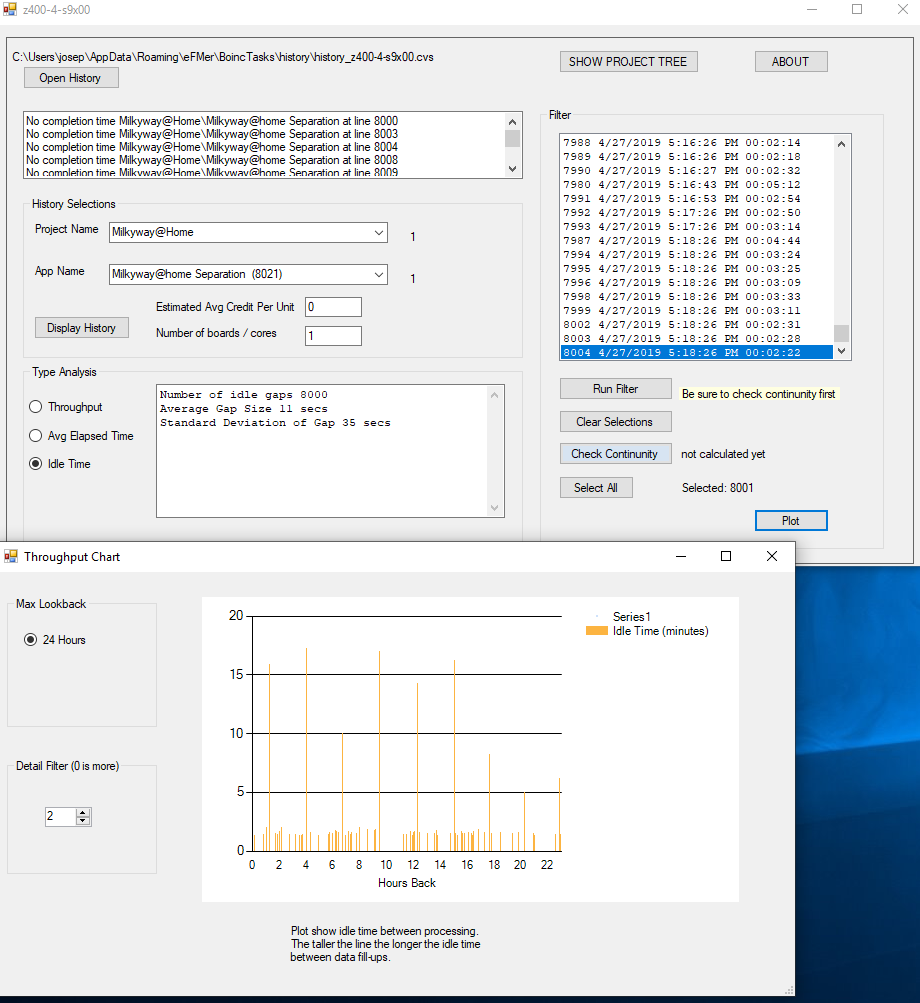 z400-4-s9x00
C:\Users\josep\AppData\Roaming\eFMer\BoincTasks\history\history_z400-4-s9x00.cvs
Open History
SHOW PROJECT TREE
ABOUT
No completion time Milkyway@Home\Milkyway@home Separation at line 8000
No completion time Milkyway@Home\Milkyway@home Separation at line 8003
No completion time Milkyway@Home\Milkyway@home Separation at line 8004
No completion time Milkyway@Home\Milkyway@home Separation at line 8008
No completion time Milkyway@Home\Milkyway@home Separation at line 8009
History Selections
Project Name
Milkyway@Home
1
App Name
Milkyway@home Separation (8021)
1
Estimated Avg Credit Per Unit
0
Display History
Number of boards / cores
1
Type Analysis
Throughput
Avg Elapsed Time
Idle Time
Number of idle gaps 8000
Average Gap Size 11 secs
Standard Deviation of Gap 35 secs
Filter
7988 4/27/2019 5:16:26 PM 00:02:14
7989 4/27/2019 5:16:26 PM 00:02:18
7990 4/27/2019 5:16:27 PM 00:02:32
7980 4/27/2019 5:16:43 PM 00:05:12
7991 4/27/2019 5:16:53 PM 00:02:54
7992 4/27/2019 5:17:26 PM 00:02:50
7993 4/27/2019 5:17:26 PM 00:03:14
7987 4/27/2019 5:18:26 PM 00:04:44
7994 4/27/2019 5:18:26 PM 00:03:24
7995 4/27/2019 5:18:26 PM 00:03:25
7996 4/27/2019 5:18:26 PM 00:03:09
7998 4/27/2019 5:18:26 PM 00:03:33
7999 4/27/2019 5:18:26 PM 00:03:11
8002 4/27/2019 5:18:26 PM 00:02:31
8003 4/27/2019 5:18:26 PM 00:02:28
8004 4/27/2019 5:18:26 PM 00:02:22
Run Filter
Be sure to check continuity first
Clear Selections
Check Continunity
not calculated yet
Select All
Selected: 8001
Plot
Throughput Chart
Max Lookback
24 Hours
Detail Filter (0 is more)
2
20
15
10
5
0
0 2 4 6 8 10 12 14 16 18 20 22
Hours Back
Series1
Idle Time (minutes)
Plot show idle time between processing.
The taller the line the longer the idle time
between data fill-ups.